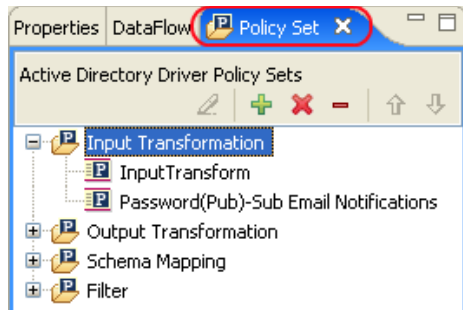 Properties DataFlow Policy Set
Active Directory Driver Policy Sets
Input Transformation
InputTransform
Password(Pub)-Sub Email Notifications
Output Transformation
Schema Mapping
Filter